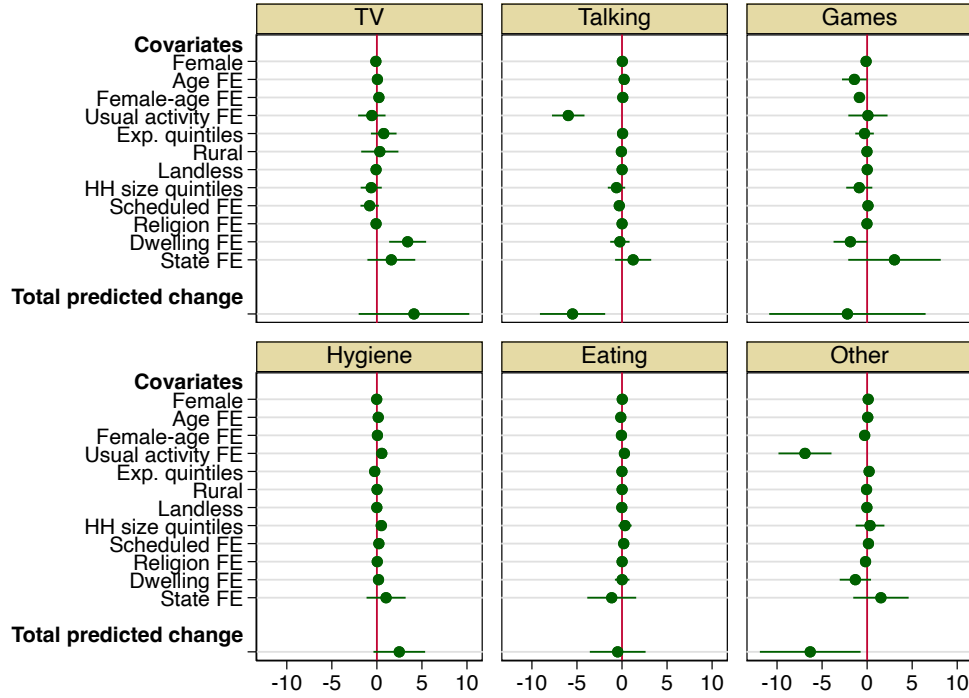 TV Talking Games
Covariates
Female
Age FE
Female-age FE
Usual activity FE
Exp. quintiles
Rural
Landless
HH size quintiles
Scheduled FE
Religion FE
Dwelling FE
State FE
Total predicted change
Hygiene Eating Other
Covariates
Female
Age FE
Female-age FE
Usual activity FE
Exp. quintiles
Rural
Landless
HH size quintiles
Scheduled FE
Religion FE
Dwelling FE
State FE
Total predicted change
-10 -5 0 5 10 -10 -5 0 5 10 -10 -5 0 5 10